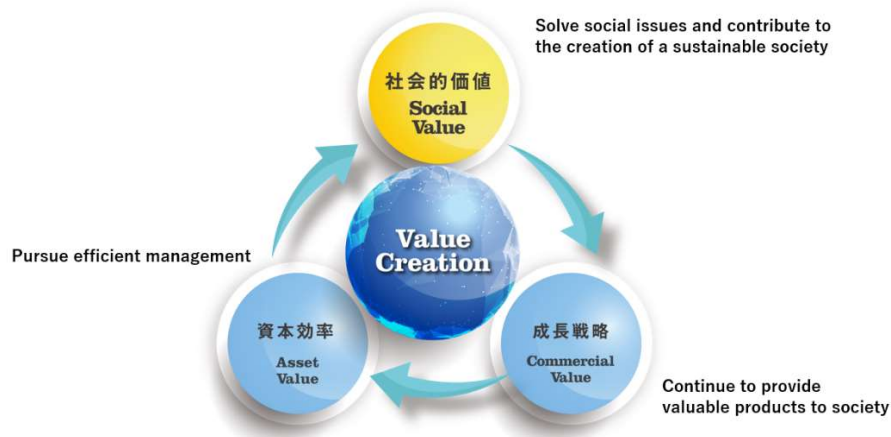 Solve social issues and contribute to
the creation of a sustainable society
社会的価値
Social
Value
Value
Creation
Pursue efficient management
資本効率
Asset
Value
成長戦略
Commercial
Value
Continue to provide
valuable products to society